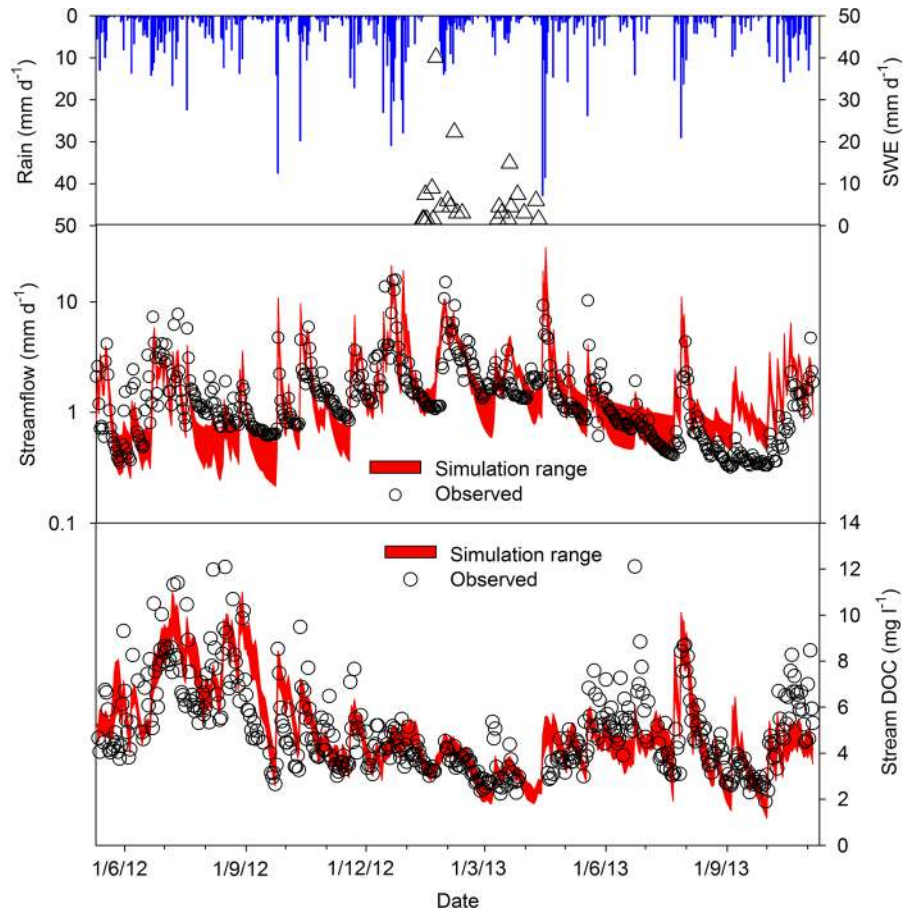 0
10
20
30
40
50
Rain (mm d⁻¹)
50
40
30
20
10
0
SWE (mm d⁻¹)
10
1
0.1
Streamflow (mm d⁻¹)
Simulation range
Observed
14
12
10
8
6
4
2
0
Stream DOC (mg l⁻¹)
Simulation range
Observed
1/6/12 1/9/12 1/12/12 1/3/13 1/6/13 1/9/13
Date